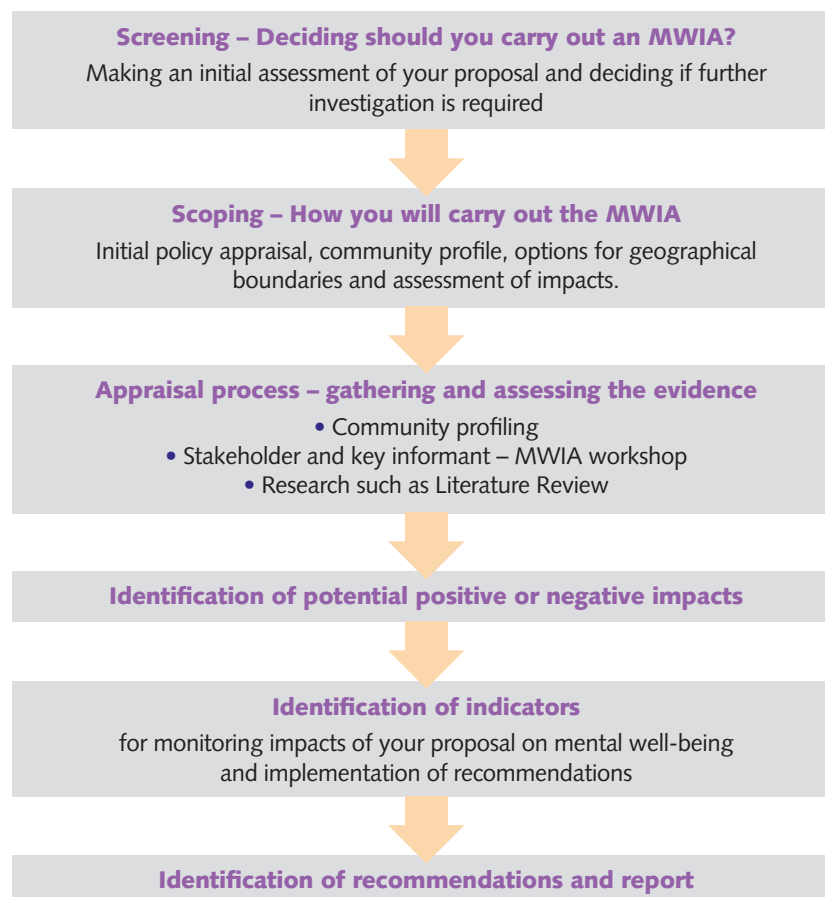 Screening – Deciding should you carry out an MWIA?
Making an initial assessment of your proposal and deciding if further
investigation is required
Scoping – How you will carry out the MWIA
Initial policy appraisal, community profile, options for geographical
boundaries and assessment of impacts.
Appraisal process – gathering and assessing the evidence
• Community profiling
• Stakeholder and key informant – MWIA workshop
• Research such as Literature Review
Identification of potential positive or negative impacts
Identification of indicators
for monitoring impacts of your proposal on mental well-being
and implementation of recommendations
Identification of recommendations and report